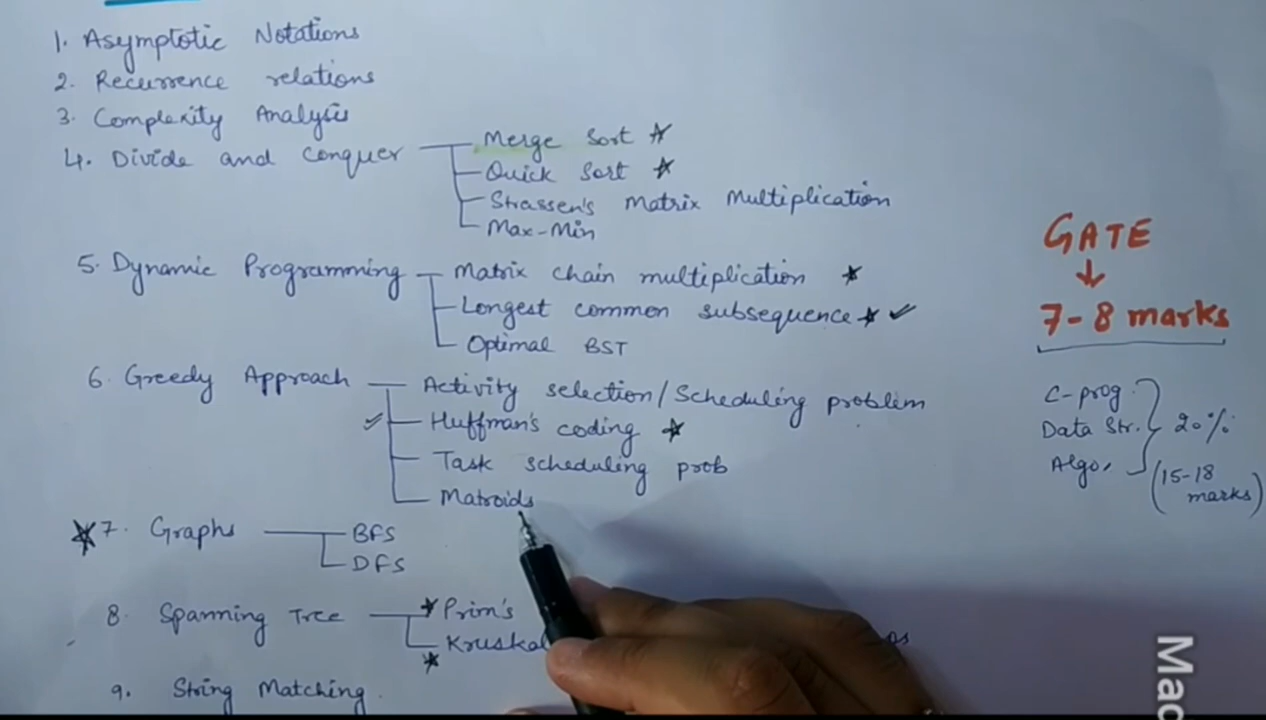 1. Asymptotic Notations
2. Recurrence relations
3. Complexity Analysis
4. Divide and Conquer
Merge Sort
Quick Sort
Strassen's Matrix Multiplication
Max-Min
5. Dynamic Programming
Matrix chain multiplication
Longest common subsequence
Optimal BST
6. Greedy Approach
Activity selection/Scheduling problem
Huffman's coding
Task scheduling prob
Matroids
7. Graphs
BFS
DFS
8. Spanning Tree
Prim's
Kruskal
9. String Matching
GATE
7-8 marks
C-prog.
Data Str.
Algo.
20%
(15-18
marks)
Mad